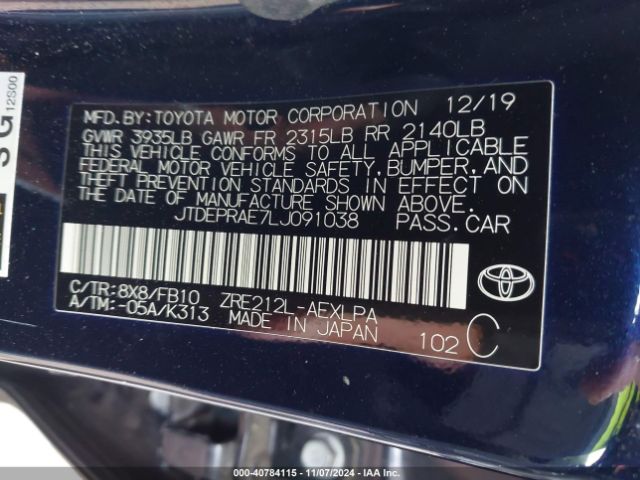 MFD.BY:TOYOTA MOTOR CORPORATION 12/19
GVWR 3935LB GAWR FR 2315LB RR 2140LB
THIS VEHICLE CONFORMS TO ALL APPLICABLE
FEDERAL MOTOR VEHICLE SAFETY, BUMPER, AND
THEFT PREVENTION STANDARDS IN EFFECT ON
THE DATE OF MANUFACTURE SHOWN ABOVE.
JTDEPRAE7LJ091038 PASS.CAR
C/TR:8X8/FB10 ZRE212L-AEXLPA
A/TM:-05A/K313 MADE IN JAPAN
102 C
TOYOTA
SG
12S00
000-40784115 - 11/07/2024 - IAA Inc.